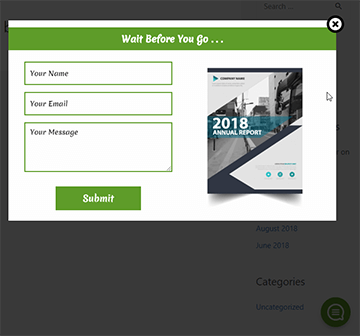 Search ...
Wait Before You Go . . .
Your Name
Your Email
Your Message
Submit
COMPANY NAME
2018
ANNUAL REPORT
August 2018
June 2018
Categories
Uncategorized